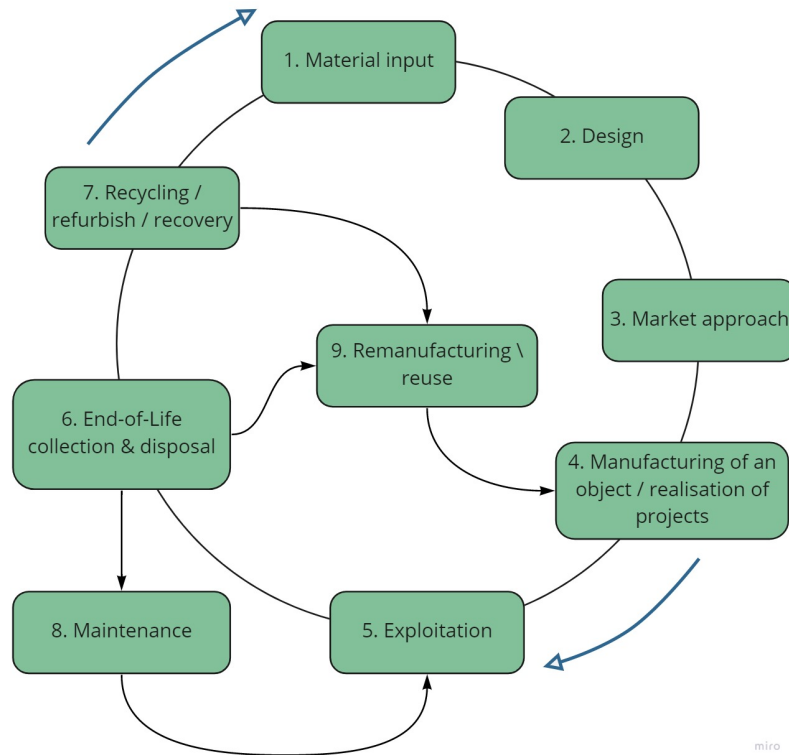 1. Material input
2. Design
7. Recycling /
refurbish / recovery
3. Market approach
9. Remanufacturing \
reuse
6. End-of-Life
collection & disposal
4. Manufacturing of an
object / realisation of
projects
8. Maintenance
5. Exploitation
miro